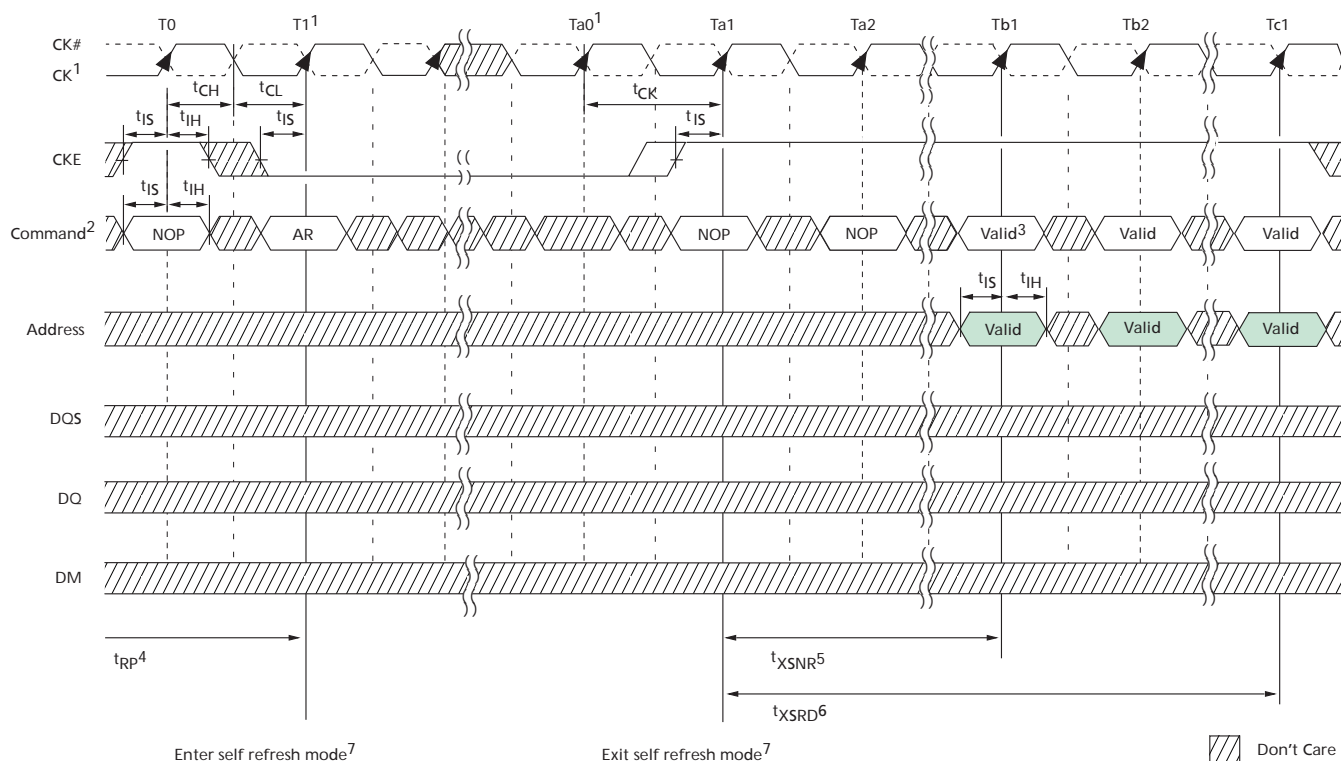 T0 T1¹ Ta0¹ Ta1 Ta2 Tb1 Tb2 Tc1
CK#
CK¹
tCH tCL tCK
tIS tIH tIS tIS
CKE
tIS tIH
Command² NOP AR NOP NOP Valid³ Valid Valid
tIS tIH
Address Valid Valid Valid
DQS
DQ
DM
tRP⁴ tXSNR⁵
tXSRD⁶
Enter self refresh mode⁷ Exit self refresh mode⁷ Don't Care